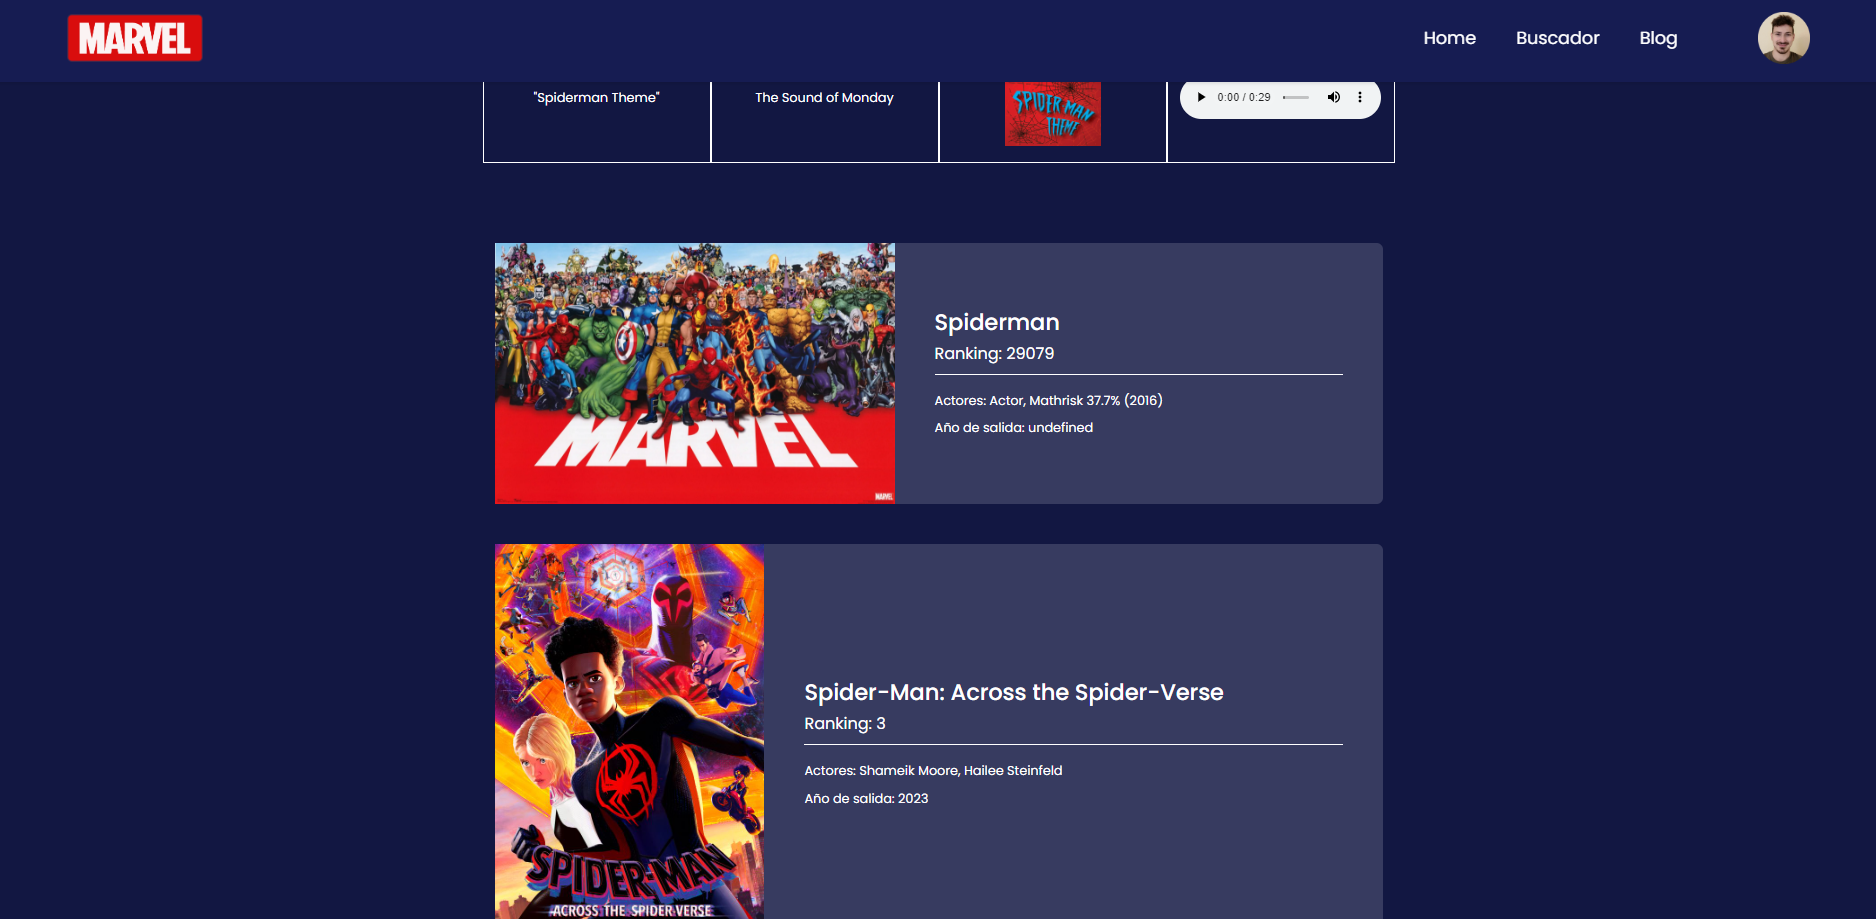 MARVEL
Home
Buscador
Blog
"Spiderman Theme"
The Sound of Monday
SPIDER MAN
THEME
0:00 / 0:29
MARVEL
MARVEL
Spiderman
Ranking: 29079
Actores: Actor, Mathrisk 37.7% (2016)
Año de salida: undefined
SPIDER-MAN
ACROSS THE SPIDER-VERSE
Spider-Man: Across the Spider-Verse
Ranking: 3
Actores: Shameik Moore, Hailee Steinfeld
Año de salida: 2023